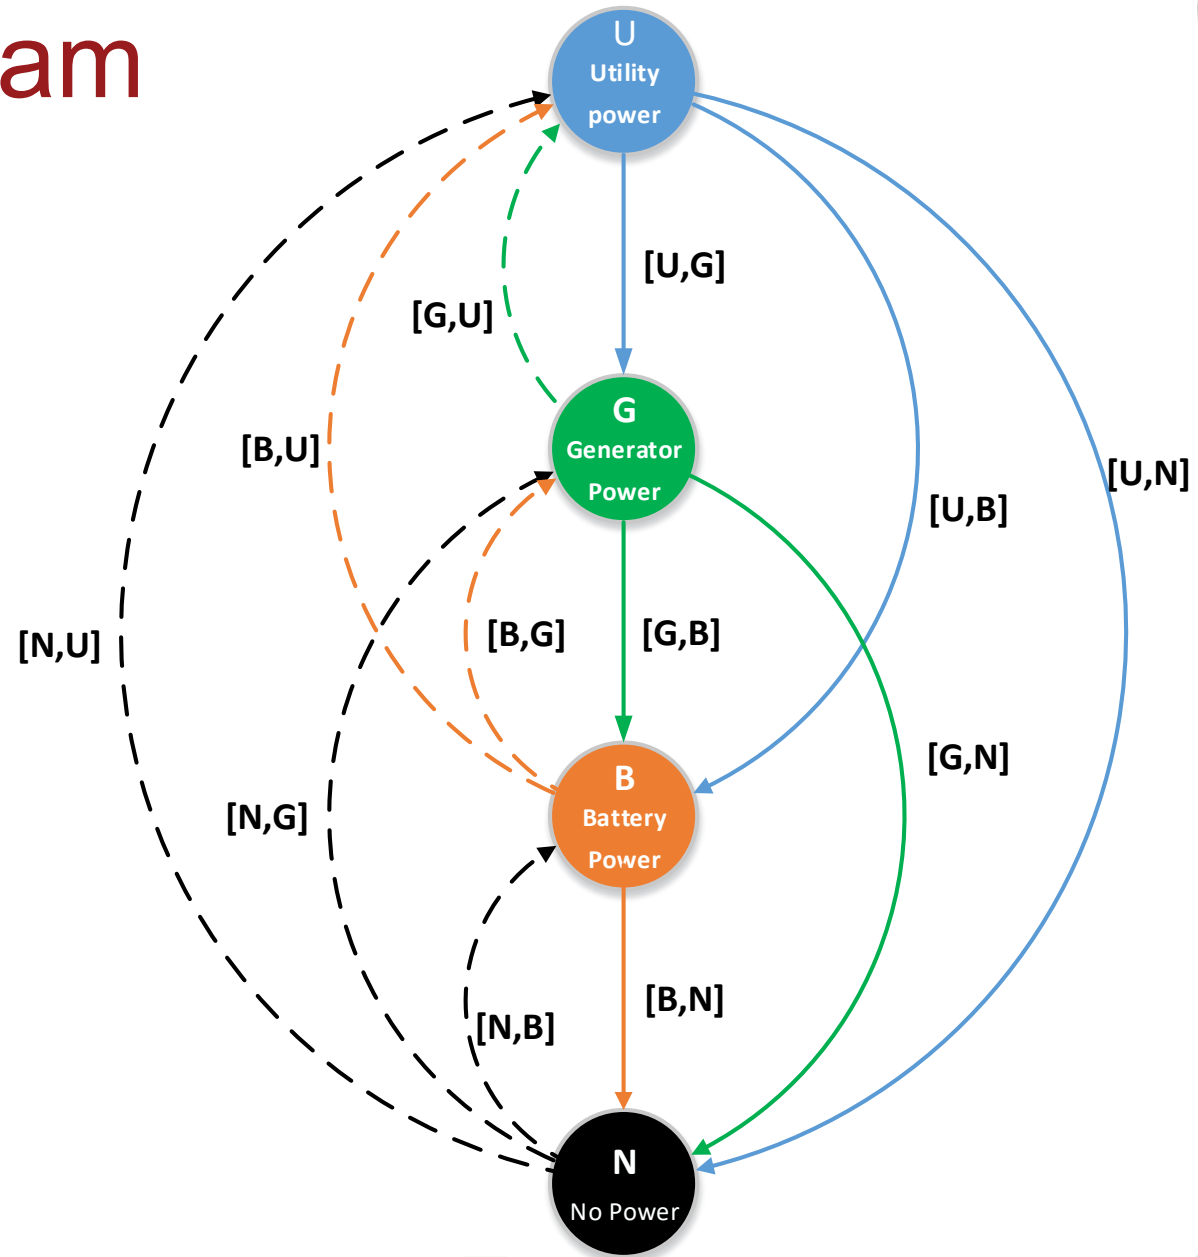 am
U
Utility
power
[U,G]
[G,U]
G
Generator
Power
[B,U]
[U,N]
[U,B]
[B,G]
[G,B]
[N,U]
[G,N]
B
Battery
Power
[N,G]
[B,N]
[N,B]
N
No Power